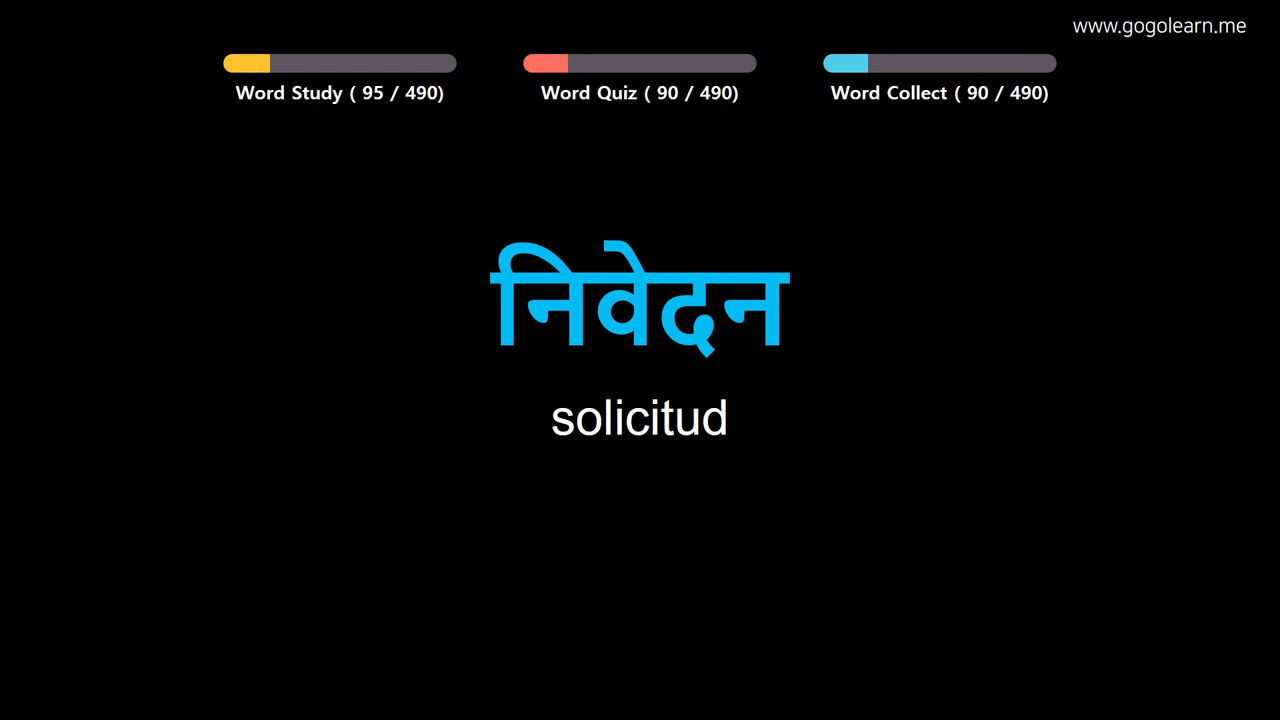 www.gogolearn.me
Word Study ( 95 / 490)
Word Quiz ( 90 / 490)
Word Collect ( 90 / 490)
निवेदन
solicitud